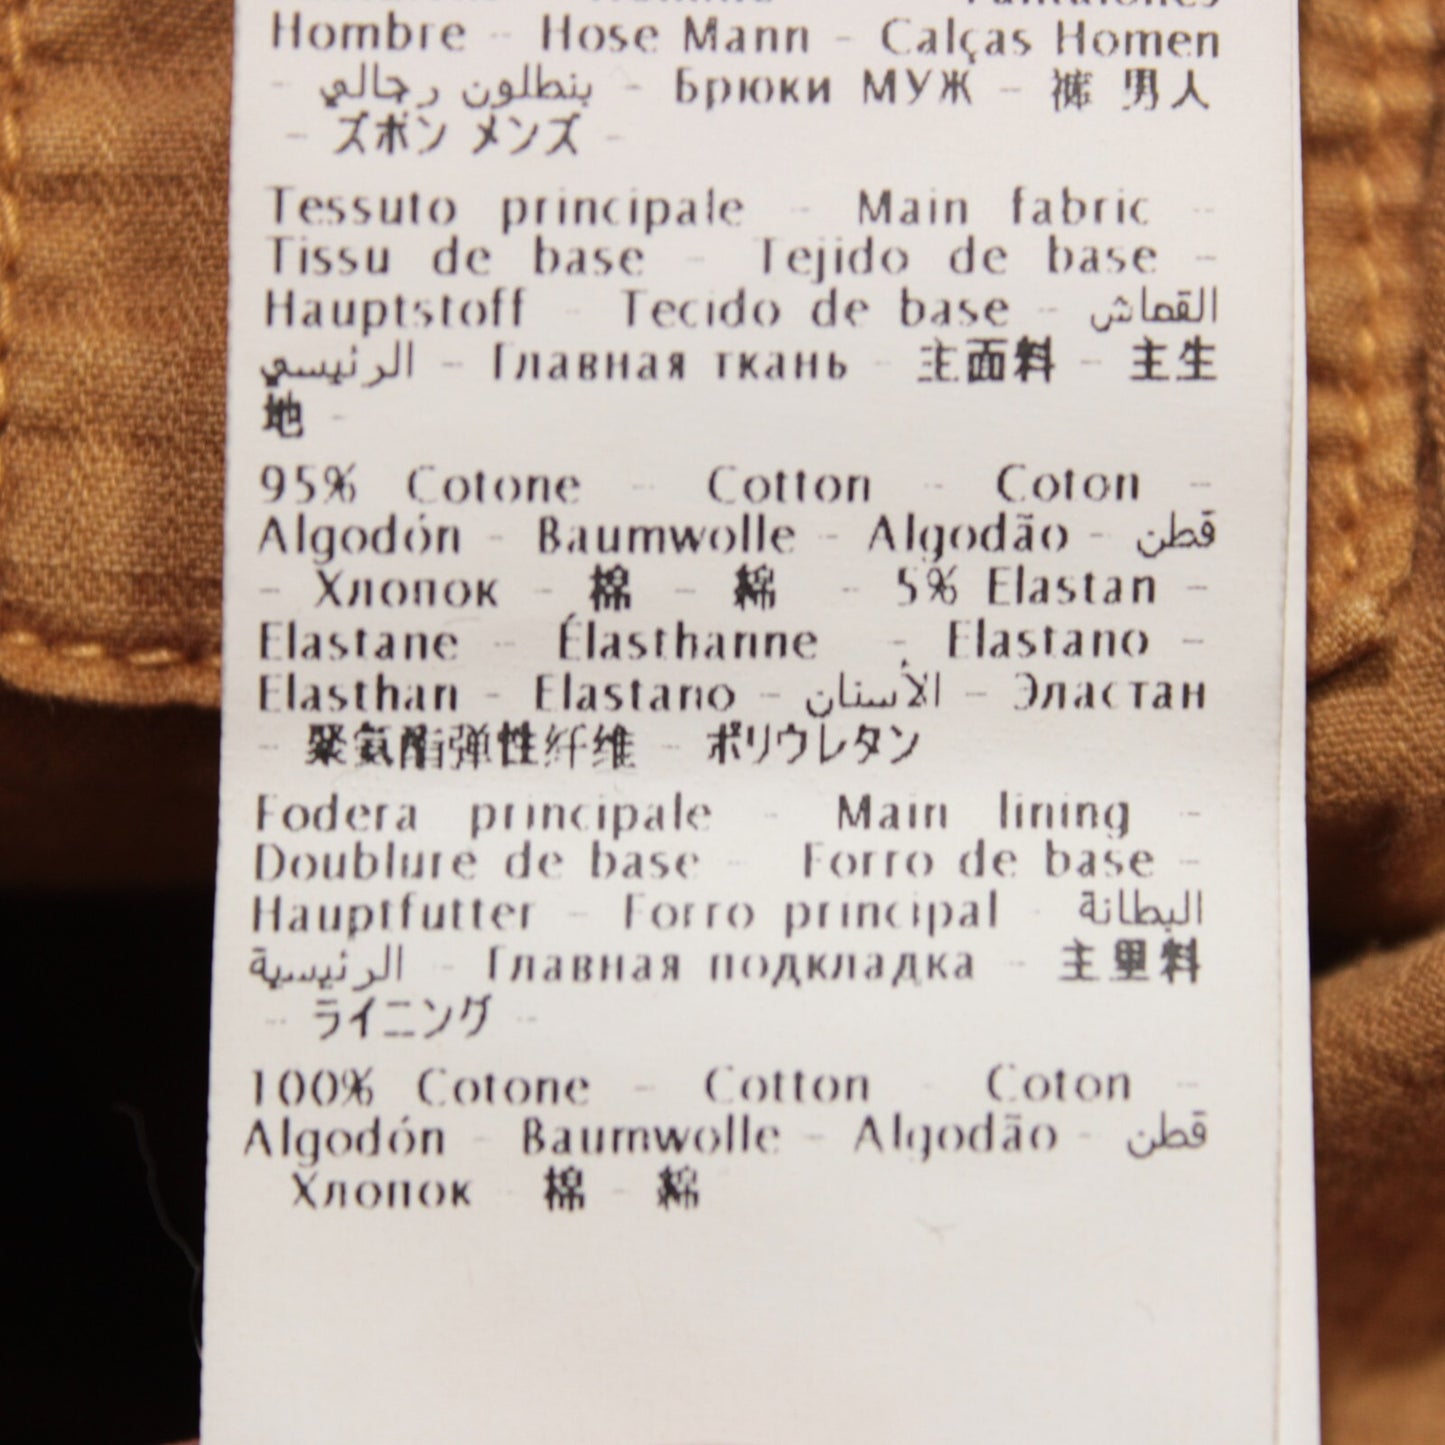 Hombre - Hose Mann - Calças Homen
- بنطلون رجالي - Брюки МУЖ - 裤 男人
- ズボン メンズ -
Tessuto principale - Main fabric -
Tissu de base - Tejido de base -
Hauptstoff - Tecido de base - القماش
الرئيسي - Главная ткань - 主面料 - 主生
地 -
95% Cotone - Cotton - Coton -
Algodón - Baumwolle - Algodão - قطن
- Хлопок - 棉 - 綿 - 5% Elastan -
Elastane - Élasthanne - Elastano -
Elasthan - Elastano - الأستان - Эластан
- 聚氨酯弹性纤维 - ポリウレタン
Fodera principale - Main lining -
Doublure de base - Forro de base -
Hauptfutter - Forro principal - البطانة
الرئيسية - Главная подкладка - 主里料
- ライニング -
100% Cotone - Cotton - Coton -
Algodón - Baumwolle - Algodão - قطن
Хлопок - 棉 - 綿